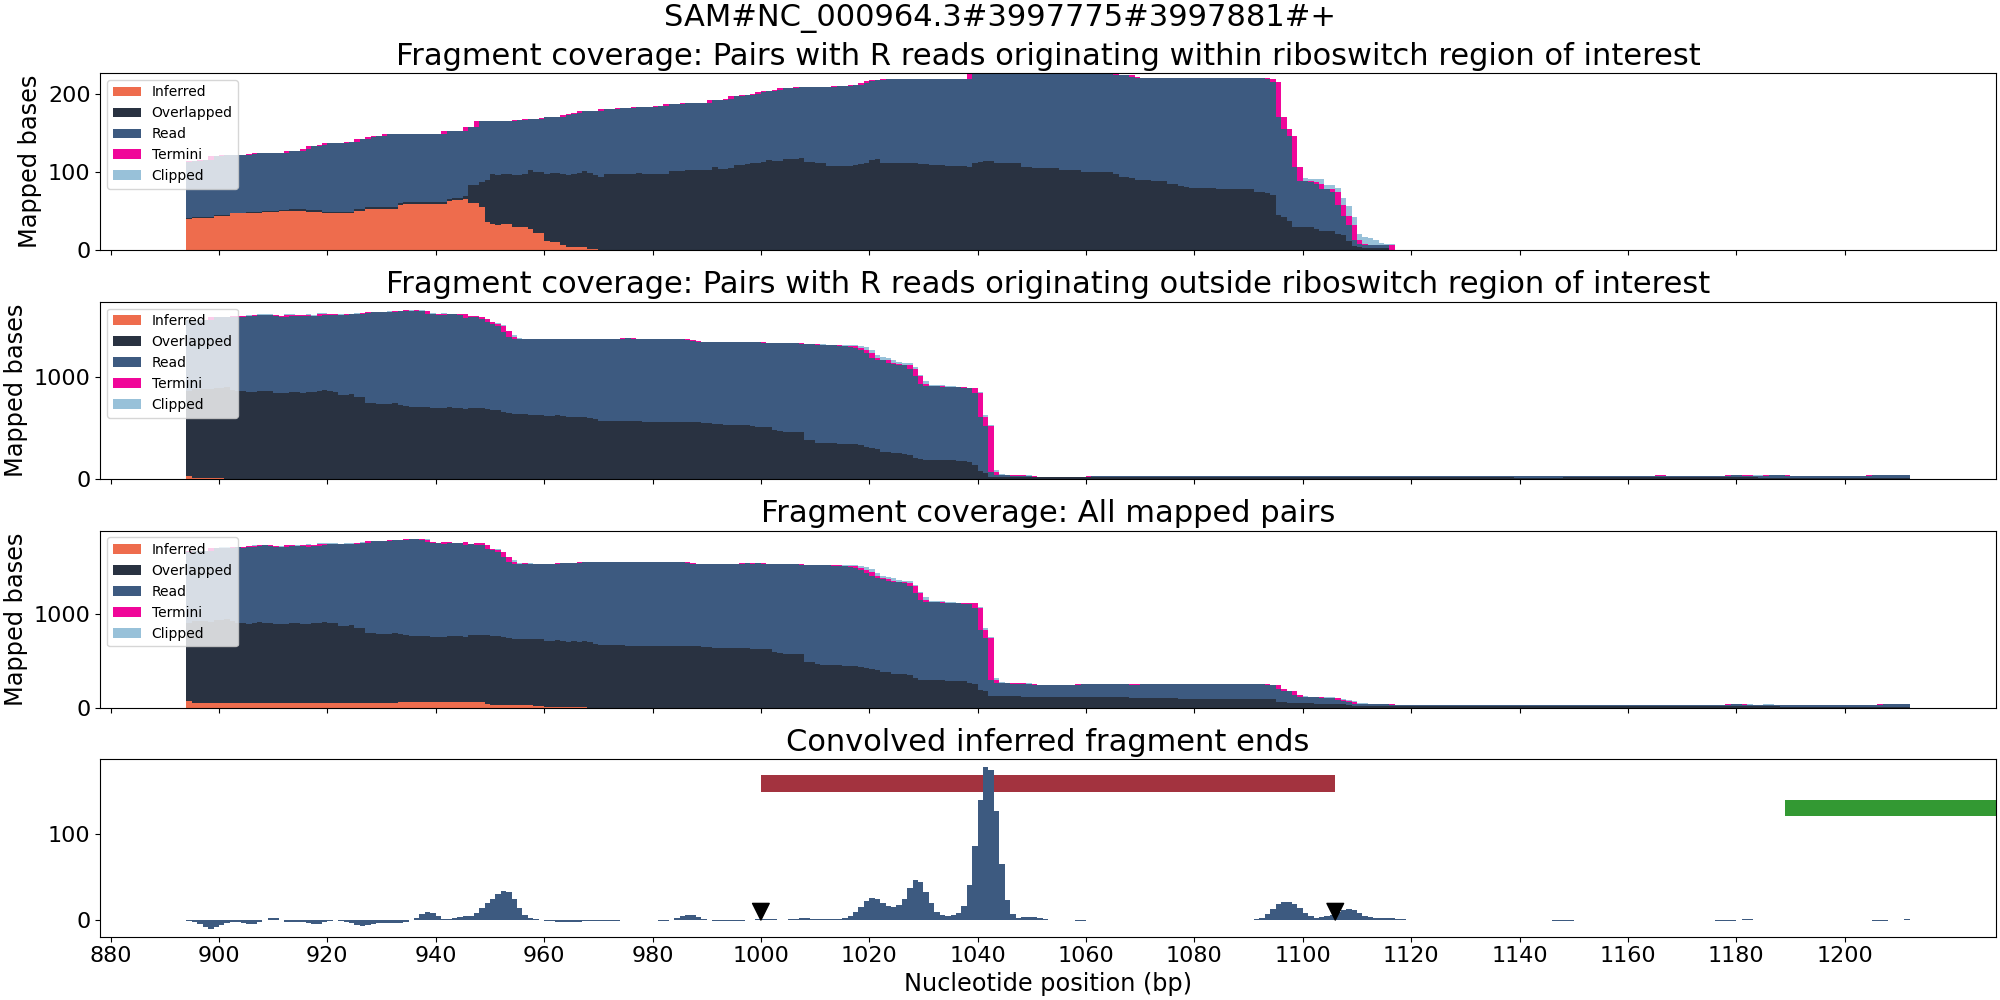 SAM#NC_000964.3#3997775#3997881#+
Fragment coverage: Pairs with R reads originating within riboswitch region of interest
Mapped bases
200
100
0
Inferred
Overlapped
Read
Termini
Clipped
Fragment coverage: Pairs with R reads originating outside riboswitch region of interest
Mapped bases
1000
0
Inferred
Overlapped
Read
Termini
Clipped
Fragment coverage: All mapped pairs
Mapped bases
1000
0
Inferred
Overlapped
Read
Termini
Clipped
Convolved inferred fragment ends
100
0
880 900 920 940 960 980 1000 1020 1040 1060 1080 1100 1120 1140 1160 1180 1200
Nucleotide position (bp)